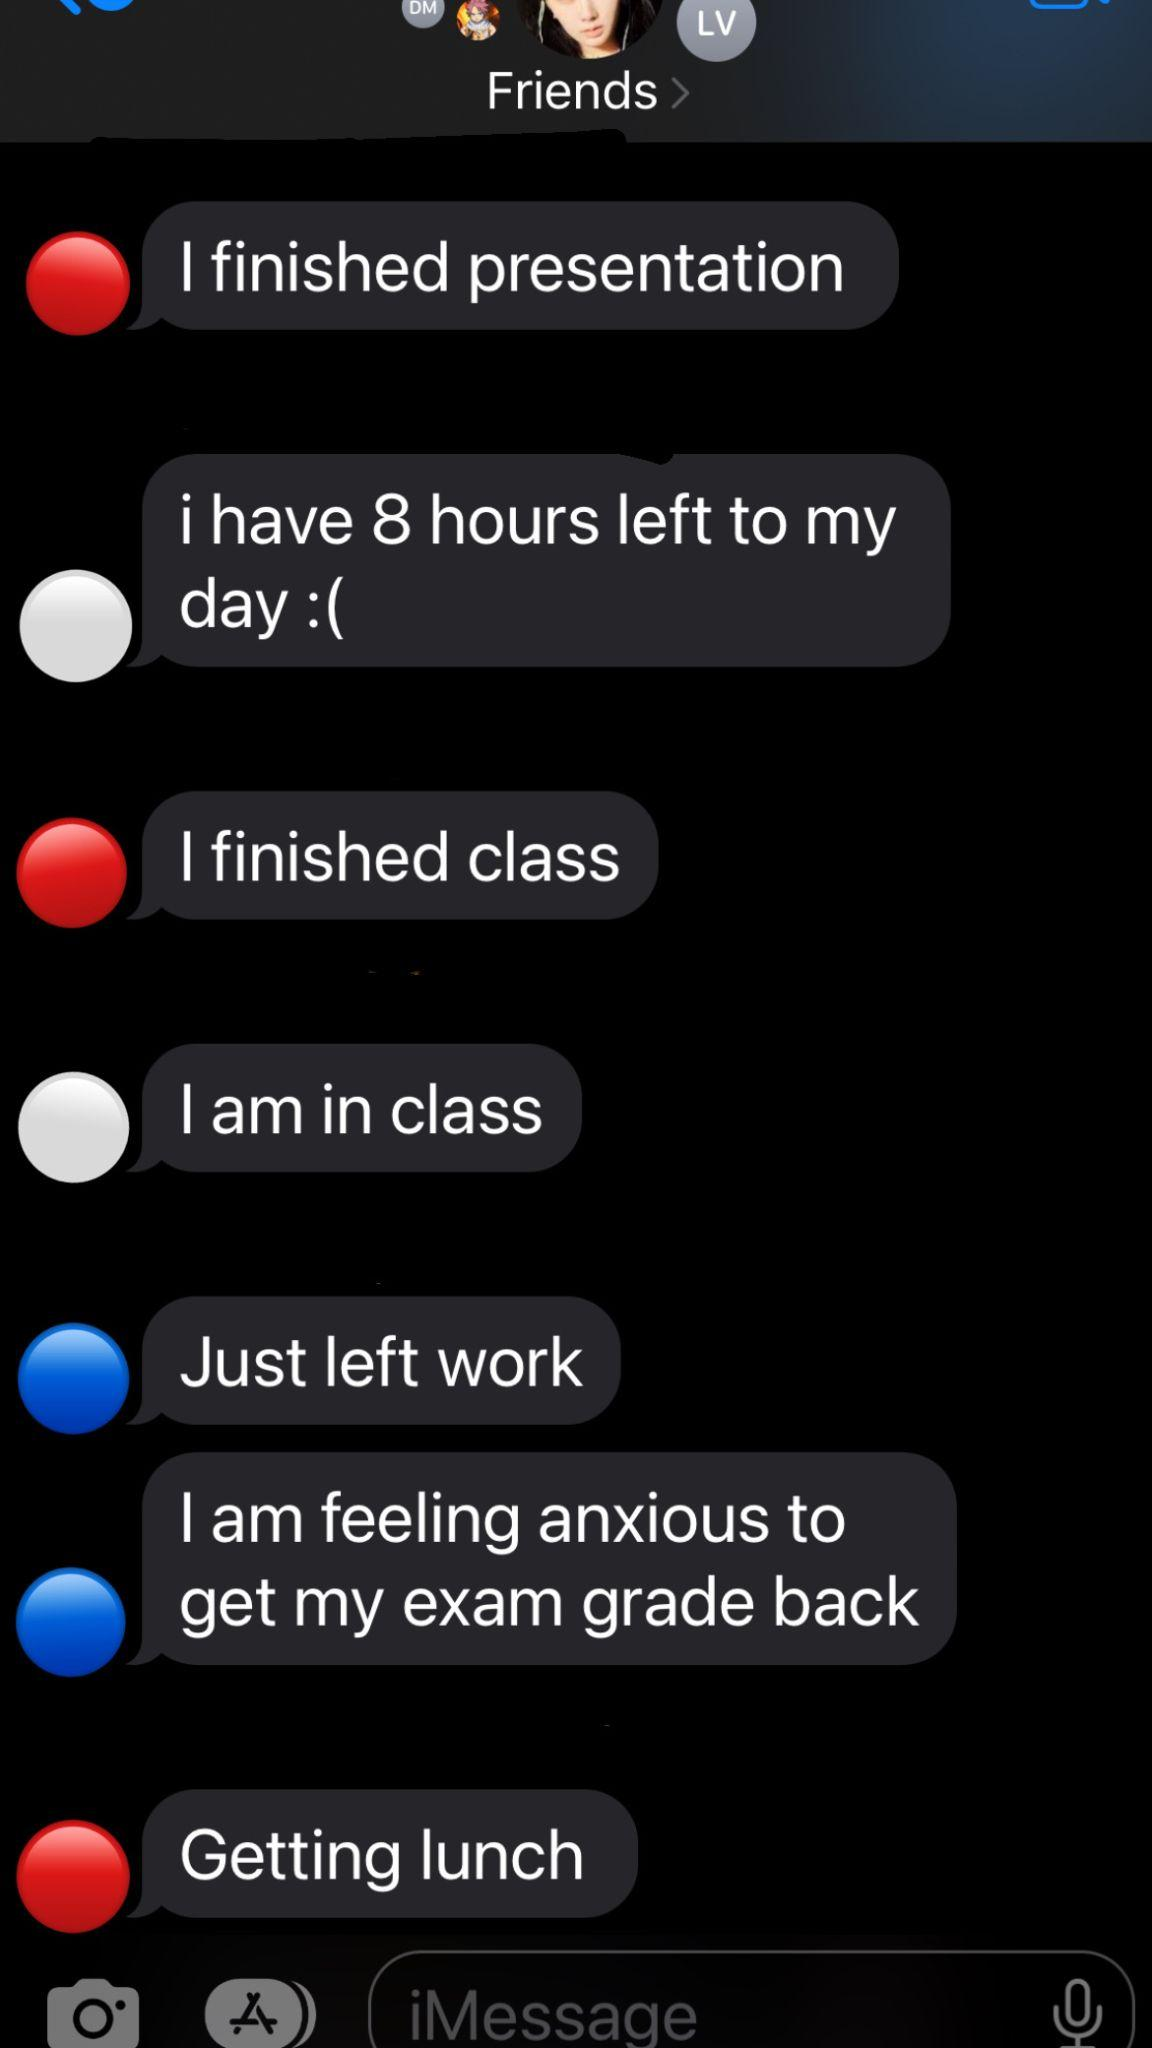 DM
LV
Friends
I finished presentation
i have 8 hours left to my
day :(
I finished class
I am in class
Just left work
I am feeling anxious to
get my exam grade back
Getting lunch
iMessage